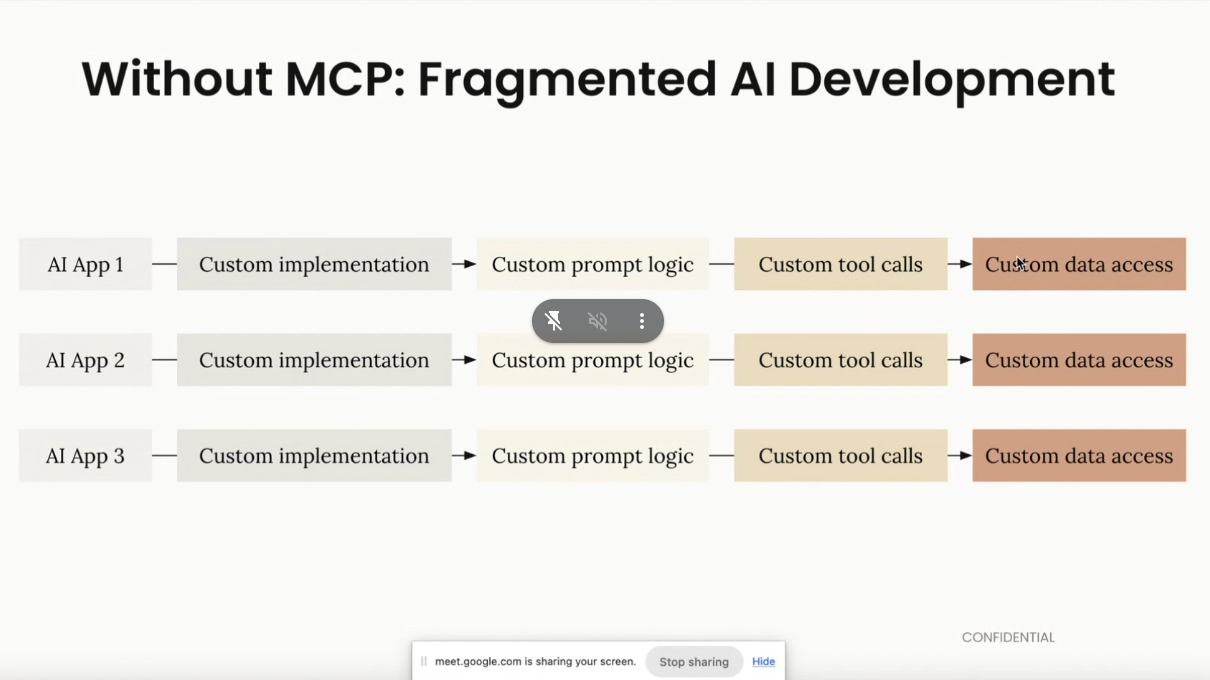 Without MCP: Fragmented AI Development
AI App 1
Custom implementation
Custom prompt logic
Custom tool calls
Custom data access
AI App 2
Custom implementation
Custom prompt logic
Custom tool calls
Custom data access
AI App 3
Custom implementation
Custom prompt logic
Custom tool calls
Custom data access
CONFIDENTIAL
meet.google.com is sharing your screen.
Stop sharing
Hide